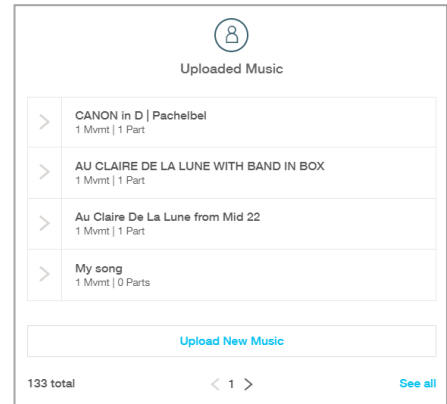 Uploaded Music
CANON in D | Pachelbel
1 Mvmt | 1 Part
AU CLAIRE DE LA LUNE WITH BAND IN BOX
1 Mvmt | 1 Part
Au Claire De La Lune from Mid 22
1 Mvmt | 1 Part
My song
1 Mvmt | 0 Parts
Upload New Music
133 total < 1 > See all